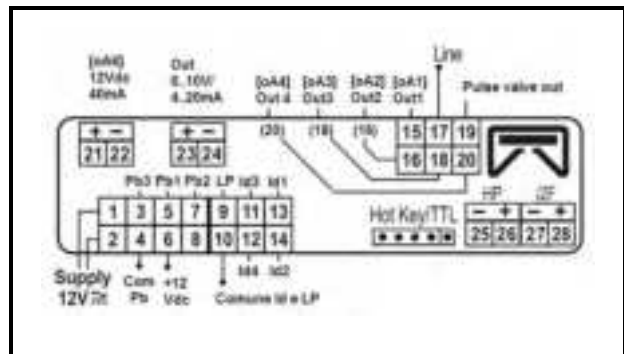 [oA6] Out
12Vdc 0..10V/
40mA 4..20mA
Line
[oA4] [oA3] [oA2] [oA1] Pulse valve out
Out 4 Out3 Out2 Out1
(20) (18) (16) 15 17 19
16 18 20
+ − + −
21 22 23 24
Pb3 Pb1 Pb2 LP Id3 Id1
1 3 5 7 9 11 13
2 4 6 8 10 12 14
Id4 Id2
Hot Key/TTL
HP
− + − +
25 26 27 28
Supply Com +12
12V Pb Vdc Comune Id e LP